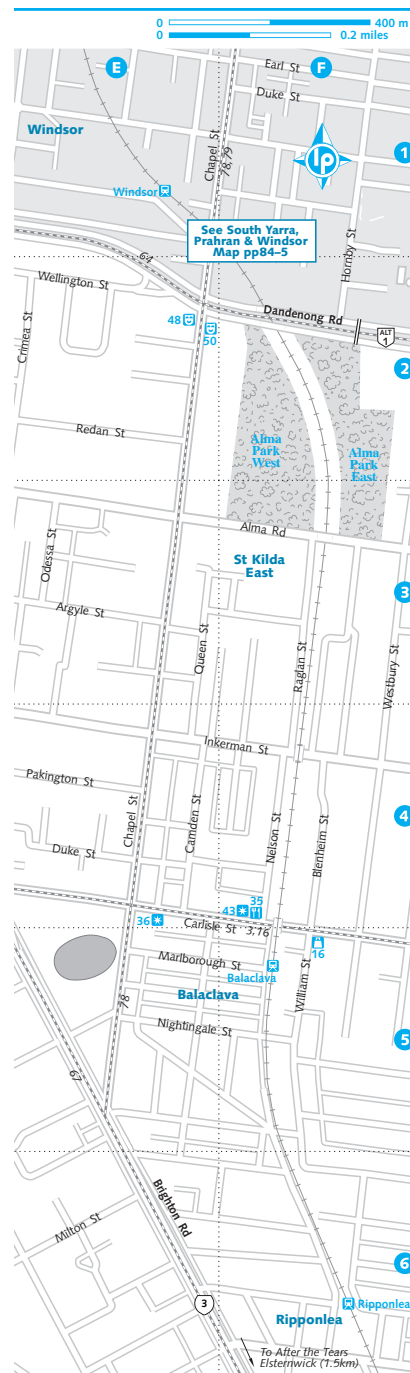 0 400 m
0 0.2 miles
E
F
Earl St
Duke St
Windsor
Chapel St
78,79
lp
1
Windsor
Hornby St
See South Yarra,
Prahran & Windsor
Map pp84–5
64
Wellington St
Dandenong Rd
ALT
1
48
50
Crimea St
2
Redan St
Alma
Park
West
Alma
Park
East
Alma Rd
Odessa St
St Kilda
East
3
Argyle St
Queen St
Raglan St
Westbury St
Inkerman St
Pakington St
Chapel St
Camden St
Nelson St
Blenheim St
4
Duke St
35
43
36
Carlisle St 3,16
16
Marlborough St
Balaclava
William St
Balaclava
78
Nightingale St
5
67
Brighton Rd
Milton St
6
3
Ripponlea
Ripponlea
To After the Tears
Elsternwick (1.5km)